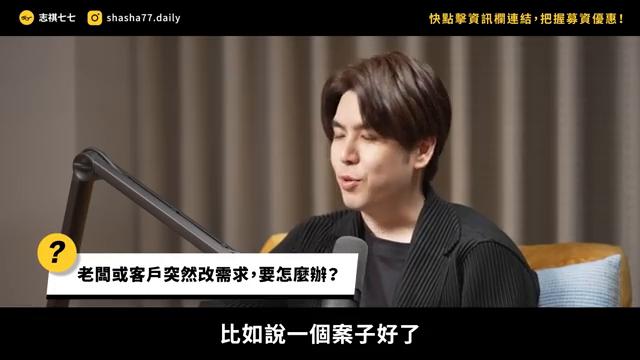 志祺七七
shasha77.daily
快點擊資訊欄連結，把握募資優惠！
?
老闆或客戶突然改需求，要怎麼辦？
比如說一個案子好了